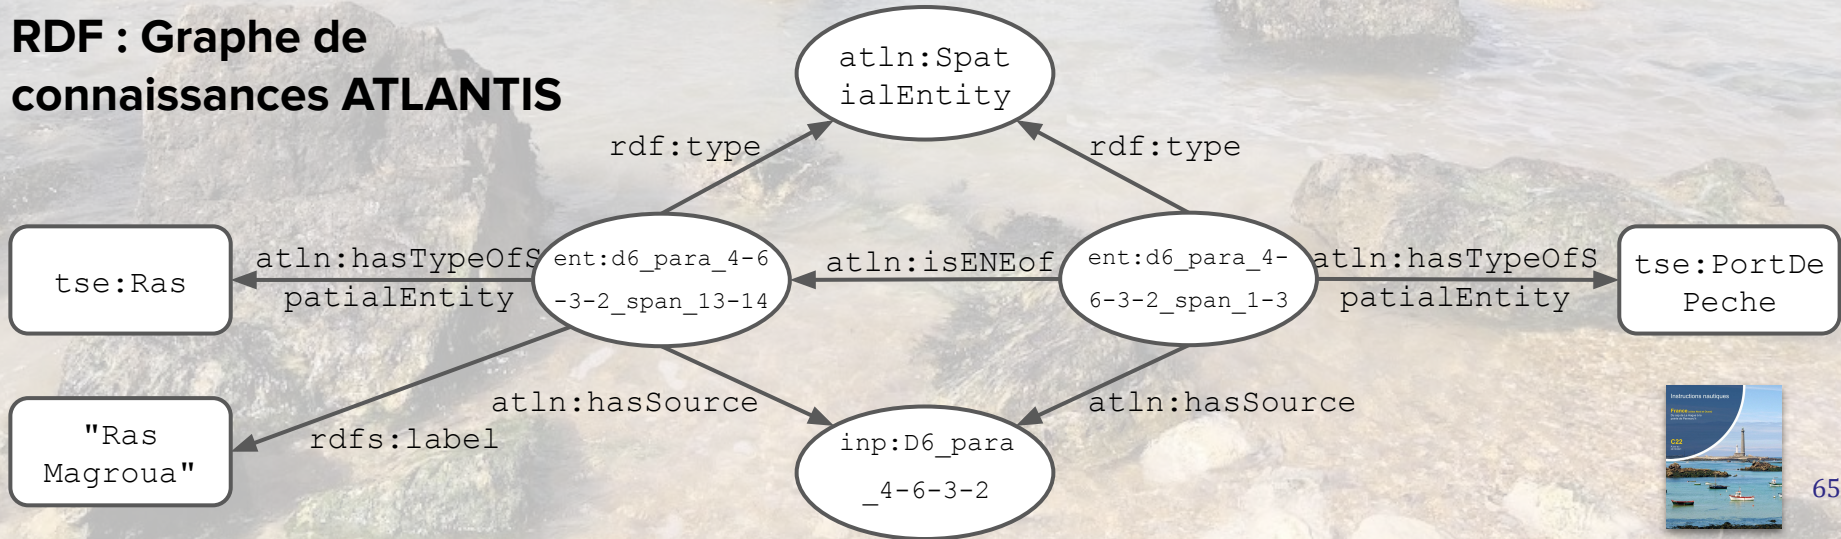 RDF : Graphe de
connaissances ATLANTIS
atln:Spat
ialEntity
rdf:type
rdf:type
tse:Ras
atln:hasTypeOfS
patialEntity
ent:d6_para_4-6
-3-2_span_13-14
atln:isENEof
ent:d6_para_4-
6-3-2_span_1-3
atln:hasTypeOfS
patialEntity
tse:PortDe
Peche
"Ras
Magroua"
rdfs:label
atln:hasSource
atln:hasSource
inp:D6_para
_4-6-3-2
Instructions nautiques
France
C22
65